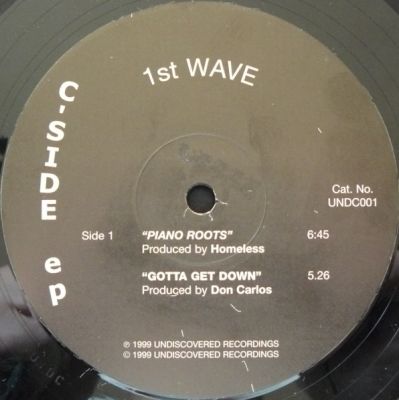 1st WAVE
C-SIDE ep
Cat. No.
UNDC001
Side 1
"PIANO ROOTS" 6:45
Produced by Homeless
"GOTTA GET DOWN" 5.26
Produced by Don Carlos
℗ 1999 UNDISCOVERED RECORDINGS
© 1999 UNDISCOVERED RECORDINGS